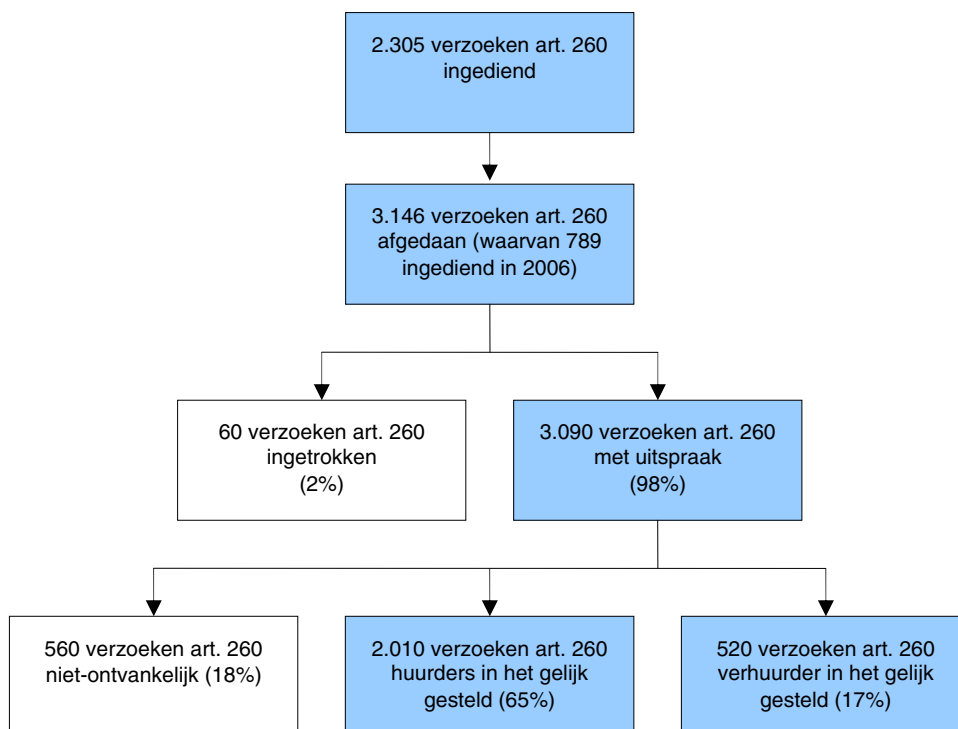 2.305 verzoeken art. 260
ingediend
3.146 verzoeken art. 260
afgedaan (waarvan 789
ingediend in 2006)
60 verzoeken art. 260
ingetrokken
(2%)
3.090 verzoeken art. 260
met uitspraak
(98%)
560 verzoeken art. 260
niet-ontvankelijk (18%)
2.010 verzoeken art. 260
huurders in het gelijk
gesteld (65%)
520 verzoeken art. 260
verhuurder in het gelijk
gesteld (17%)